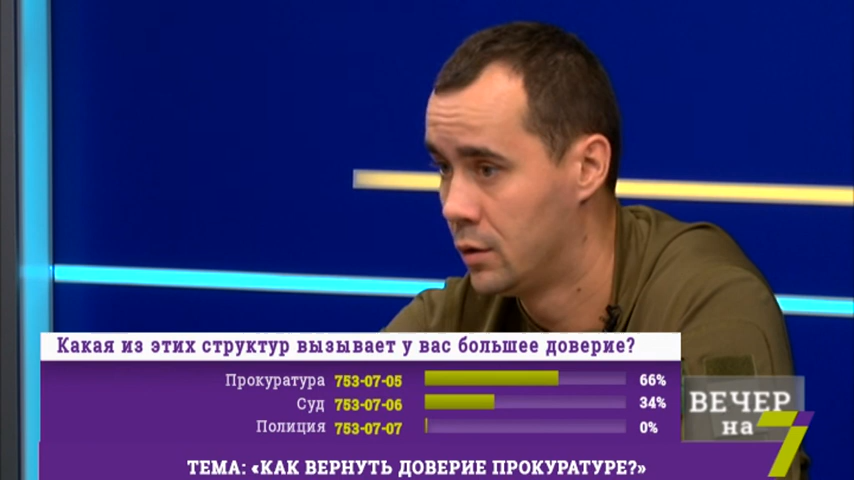 Какая из этих структур вызывает у вас большее доверие?
Прокуратура 753-07-05 66%
Суд 753-07-06 34%
Полиция 753-07-07 0%
ВЕЧЕР
на 7
ТЕМА: «КАК ВЕРНУТЬ ДОВЕРИЕ ПРОКУРАТУРЕ?»